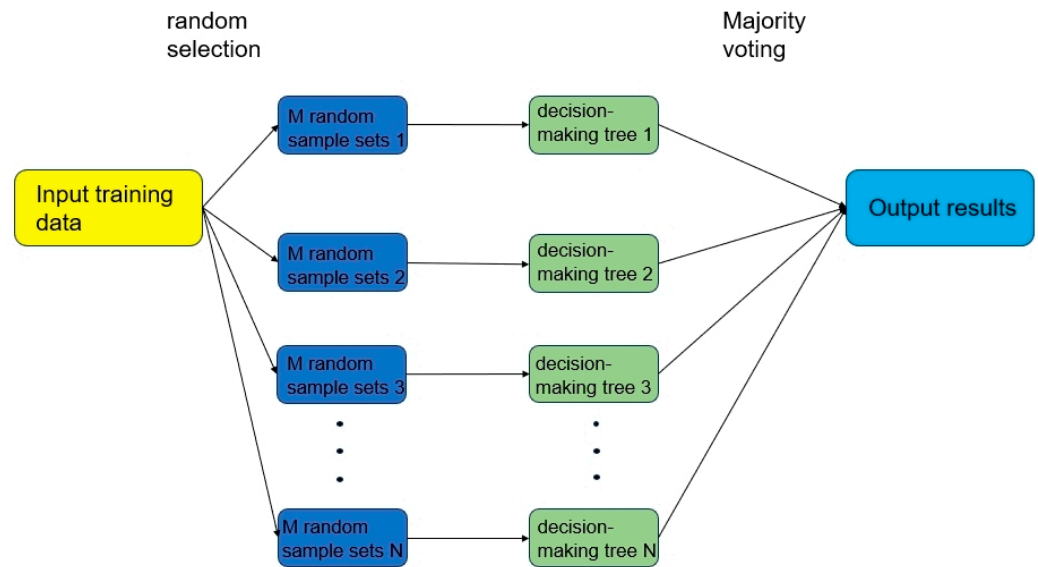 random
selection
Majority
voting
M random
sample sets 1
decision-
making tree 1
Input training
data
Output results
M random
sample sets 2
decision-
making tree 2
M random
sample sets 3
decision-
making tree 3
M random
sample sets N
decision-
making tree N